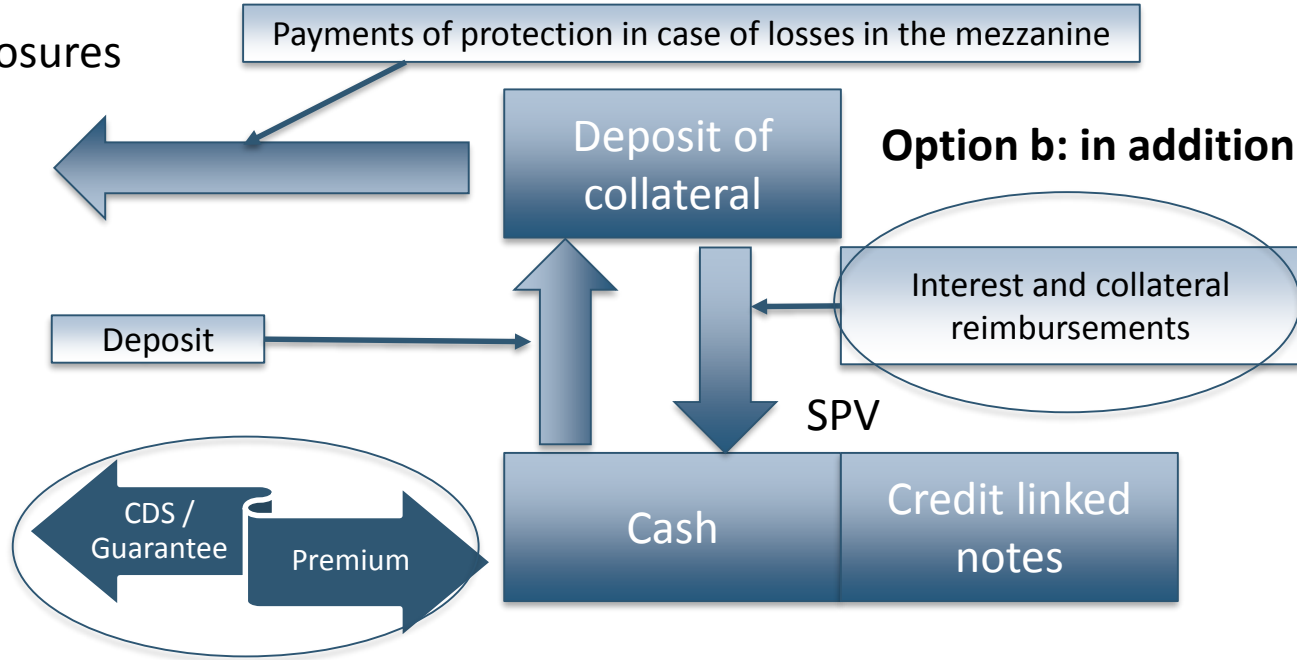 Payments of protection in case of losses in the mezzanine
osures
Deposit of
collateral
Option b: in addition
Interest and collateral
reimbursements
Deposit
SPV
CDS /
Guarantee
Premium
Cash
Credit linked
notes